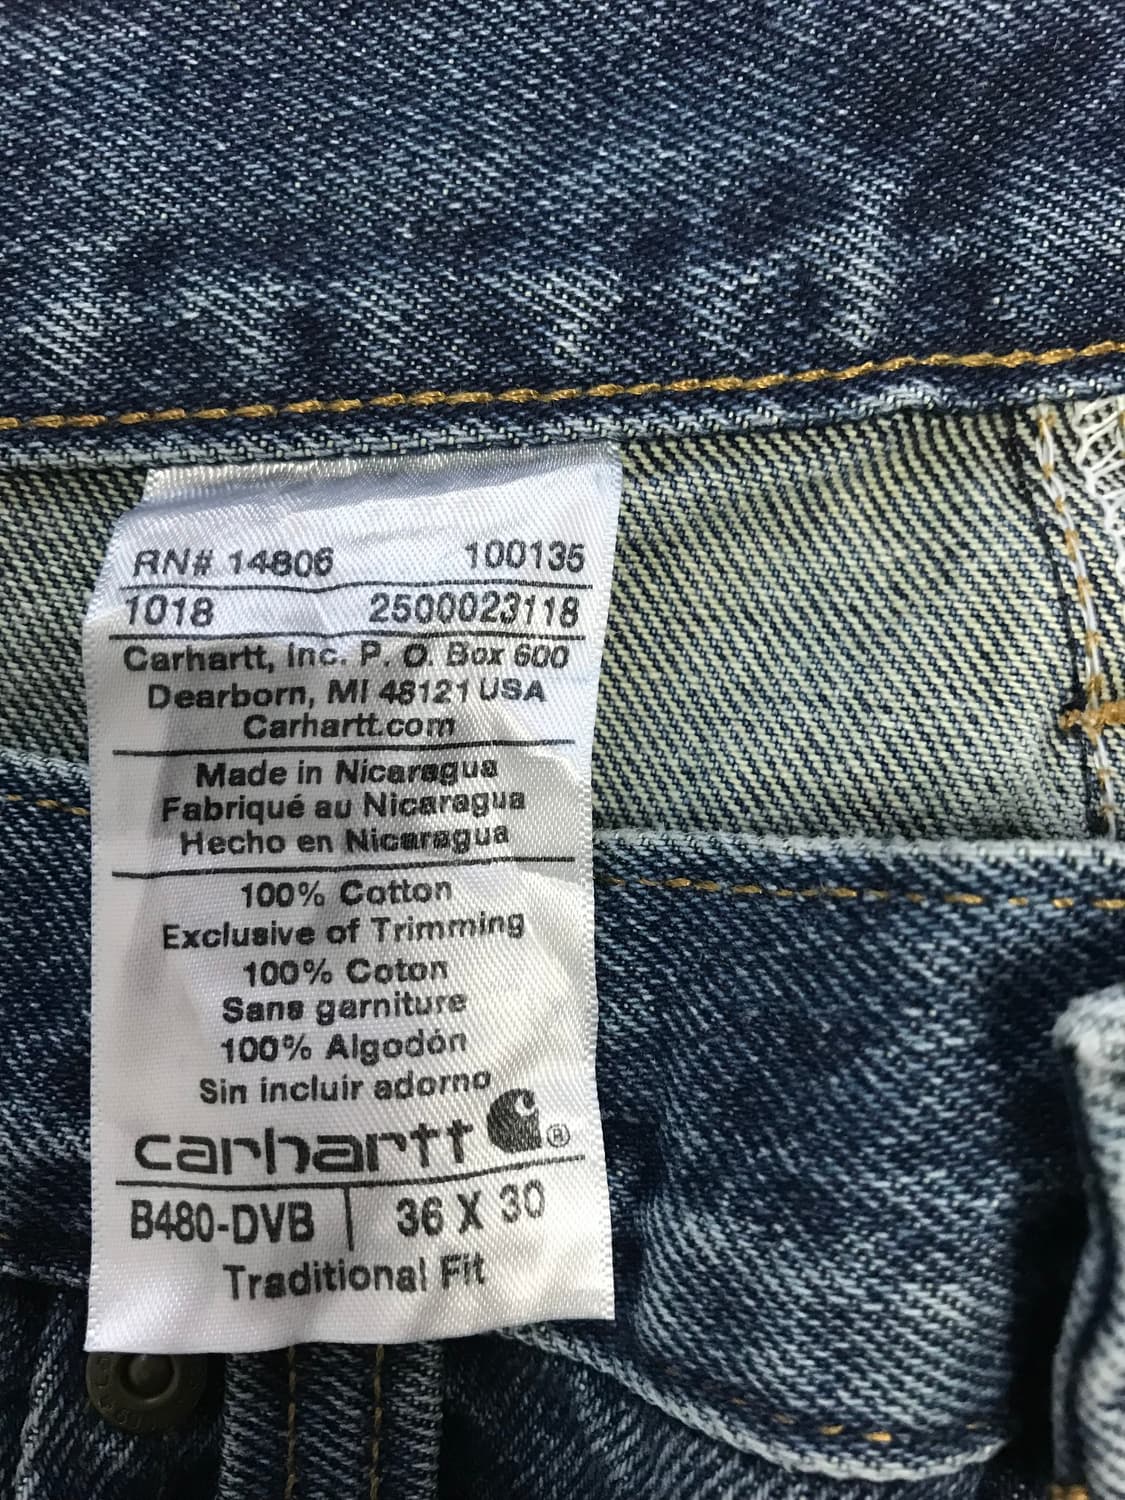 RN# 14806 100135
1018 2500023118
Carhartt, Inc. P. O. Box 600
Dearborn, MI 48121 USA
Carhartt.com
Made in Nicaragua
Fabriqué au Nicaragua
Hecho en Nicaragua
100% Cotton
Exclusive of Trimming
100% Coton
Sans garniture
100% Algodón
Sin incluir adorno
carhartt ®
B480-DVB | 36 X 30
Traditional Fit